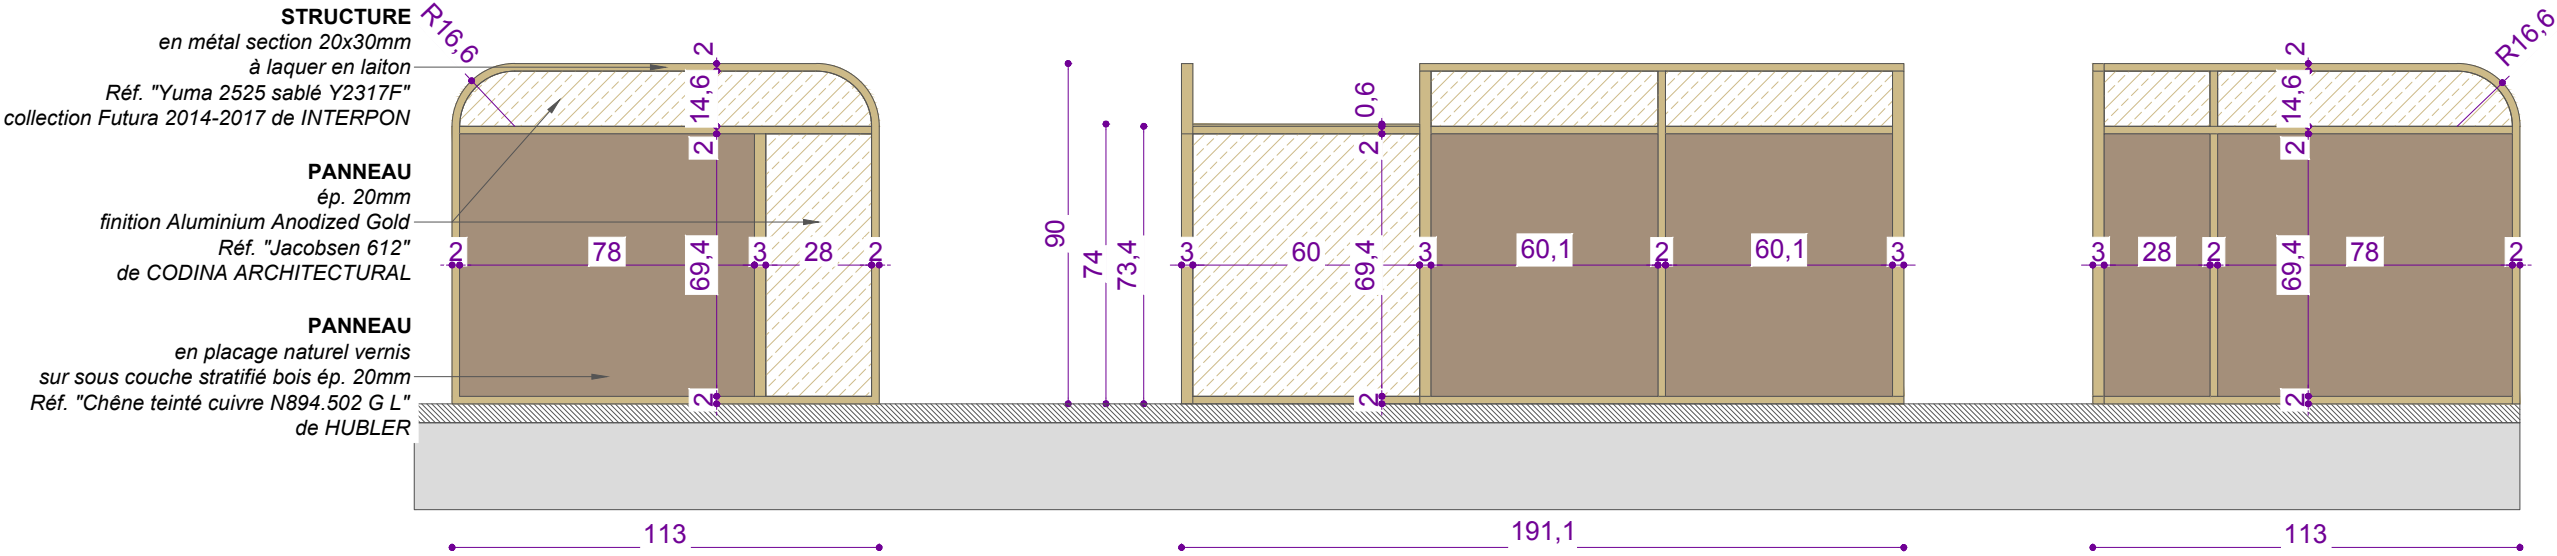 STRUCTURE
en métal section 20x30mm
à laquer en laiton
Réf. "Yuma 2525 sablé Y2317F"
collection Futura 2014-2017 de INTERPON
PANNEAU
ép. 20mm
finition Aluminium Anodized Gold
Réf. "Jacobsen 612"
de CODINA ARCHITECTURAL
PANNEAU
en placage naturel vernis
sur sous couche stratifié bois ép. 20mm
Réf. "Chêne teinté cuivre N894.502 G L"
de HUBLER
R16,6
2
14,6
2
69,4
2
2
78
3
28
2
113
90
74
73,4
0,6
2
69,4
2
3
60
3
60,1
2
60,1
3
191,1
R16,6
2
14,6
2
69,4
2
3
28
2
78
2
113